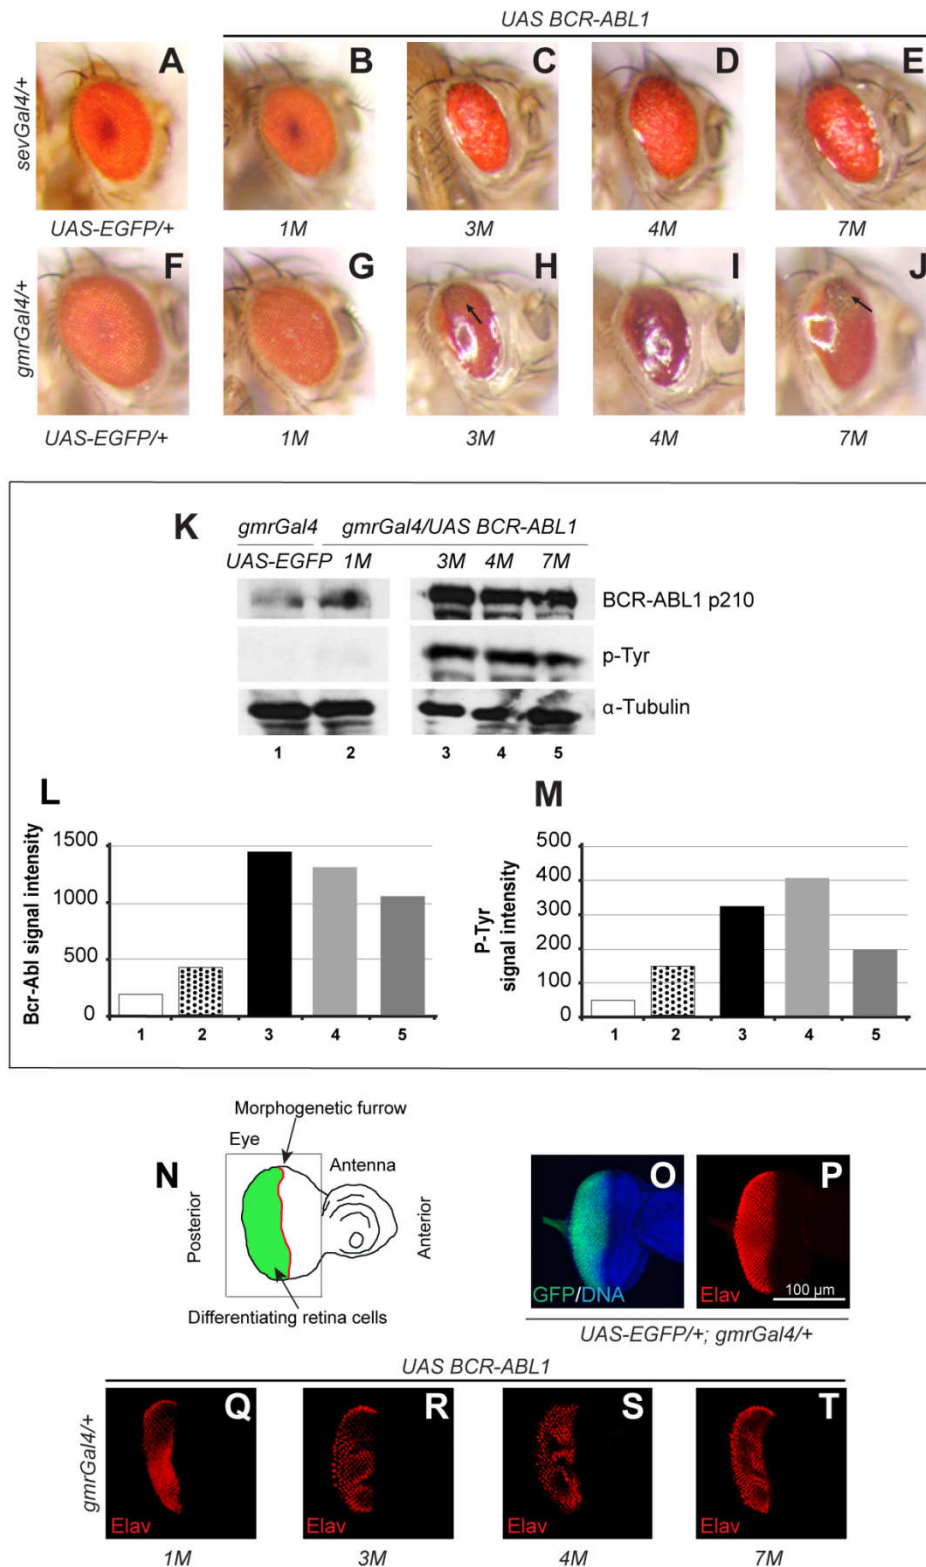 UAS BCR-ABL1
sevGal4/+
A
B
C
D
E
UAS-EGFP/+
1M
3M
4M
7M
gmrGal4/+
F
G
H
I
J
UAS-EGFP/+
1M
3M
4M
7M
K
gmrGal4
gmrGal4/UAS BCR-ABL1
UAS-EGFP
1M
3M
4M
7M
BCR-ABL1 p210
p-Tyr
α-Tubulin
1
2
3
4
5
L
Bcr-Abl signal intensity
1500
1000
500
0
1
2
3
4
5
M
P-Tyr
signal intensity
500
400
300
200
100
0
1
2
3
4
5
N
Morphogenetic furrow
Eye
Antenna
Posterior
Anterior
Differentiating retina cells
O
GFP/DNA
P
Elav
100 µm
UAS-EGFP/+; gmrGal4/+
UAS BCR-ABL1
gmrGal4/+
Q
Elav
R
Elav
S
Elav
T
Elav
1M
3M
4M
7M